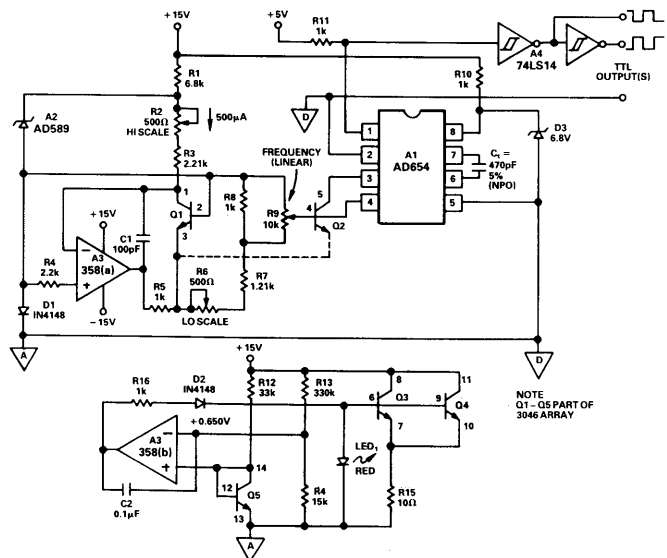 +15V
+5V
R11
1k
A4
74LS14
TTL
OUTPUT(S)
R1
6.8k
R10
1k
A2
AD589
R2
500Ω
HI SCALE
500μA
D
D3
6.8V
R3
2.21k
FREQUENCY
(LINEAR)
A1
AD654
1
2
3
4
8
7
6
5
Ct =
470pF
5%
(NPO)
1
Q1
2
3
R8
1k
R9
10k
5
4
Q2
+15V
C1
100pF
A3
358(a)
−
+
R4
2.2k
−15V
D1
IN4148
R5
1k
R6
500Ω
LO SCALE
R7
1.21k
A
D
+15V
R16
1k
D2
IN4148
R12
33k
R13
330k
8
11
6
Q3
9
Q4
7
10
NOTE
Q1–Q5 PART OF
3046 ARRAY
+0.650V
A3
358(b)
−
+
14
12
Q5
13
C2
0.1μF
LED1
RED
R4
15k
R15
10Ω
A